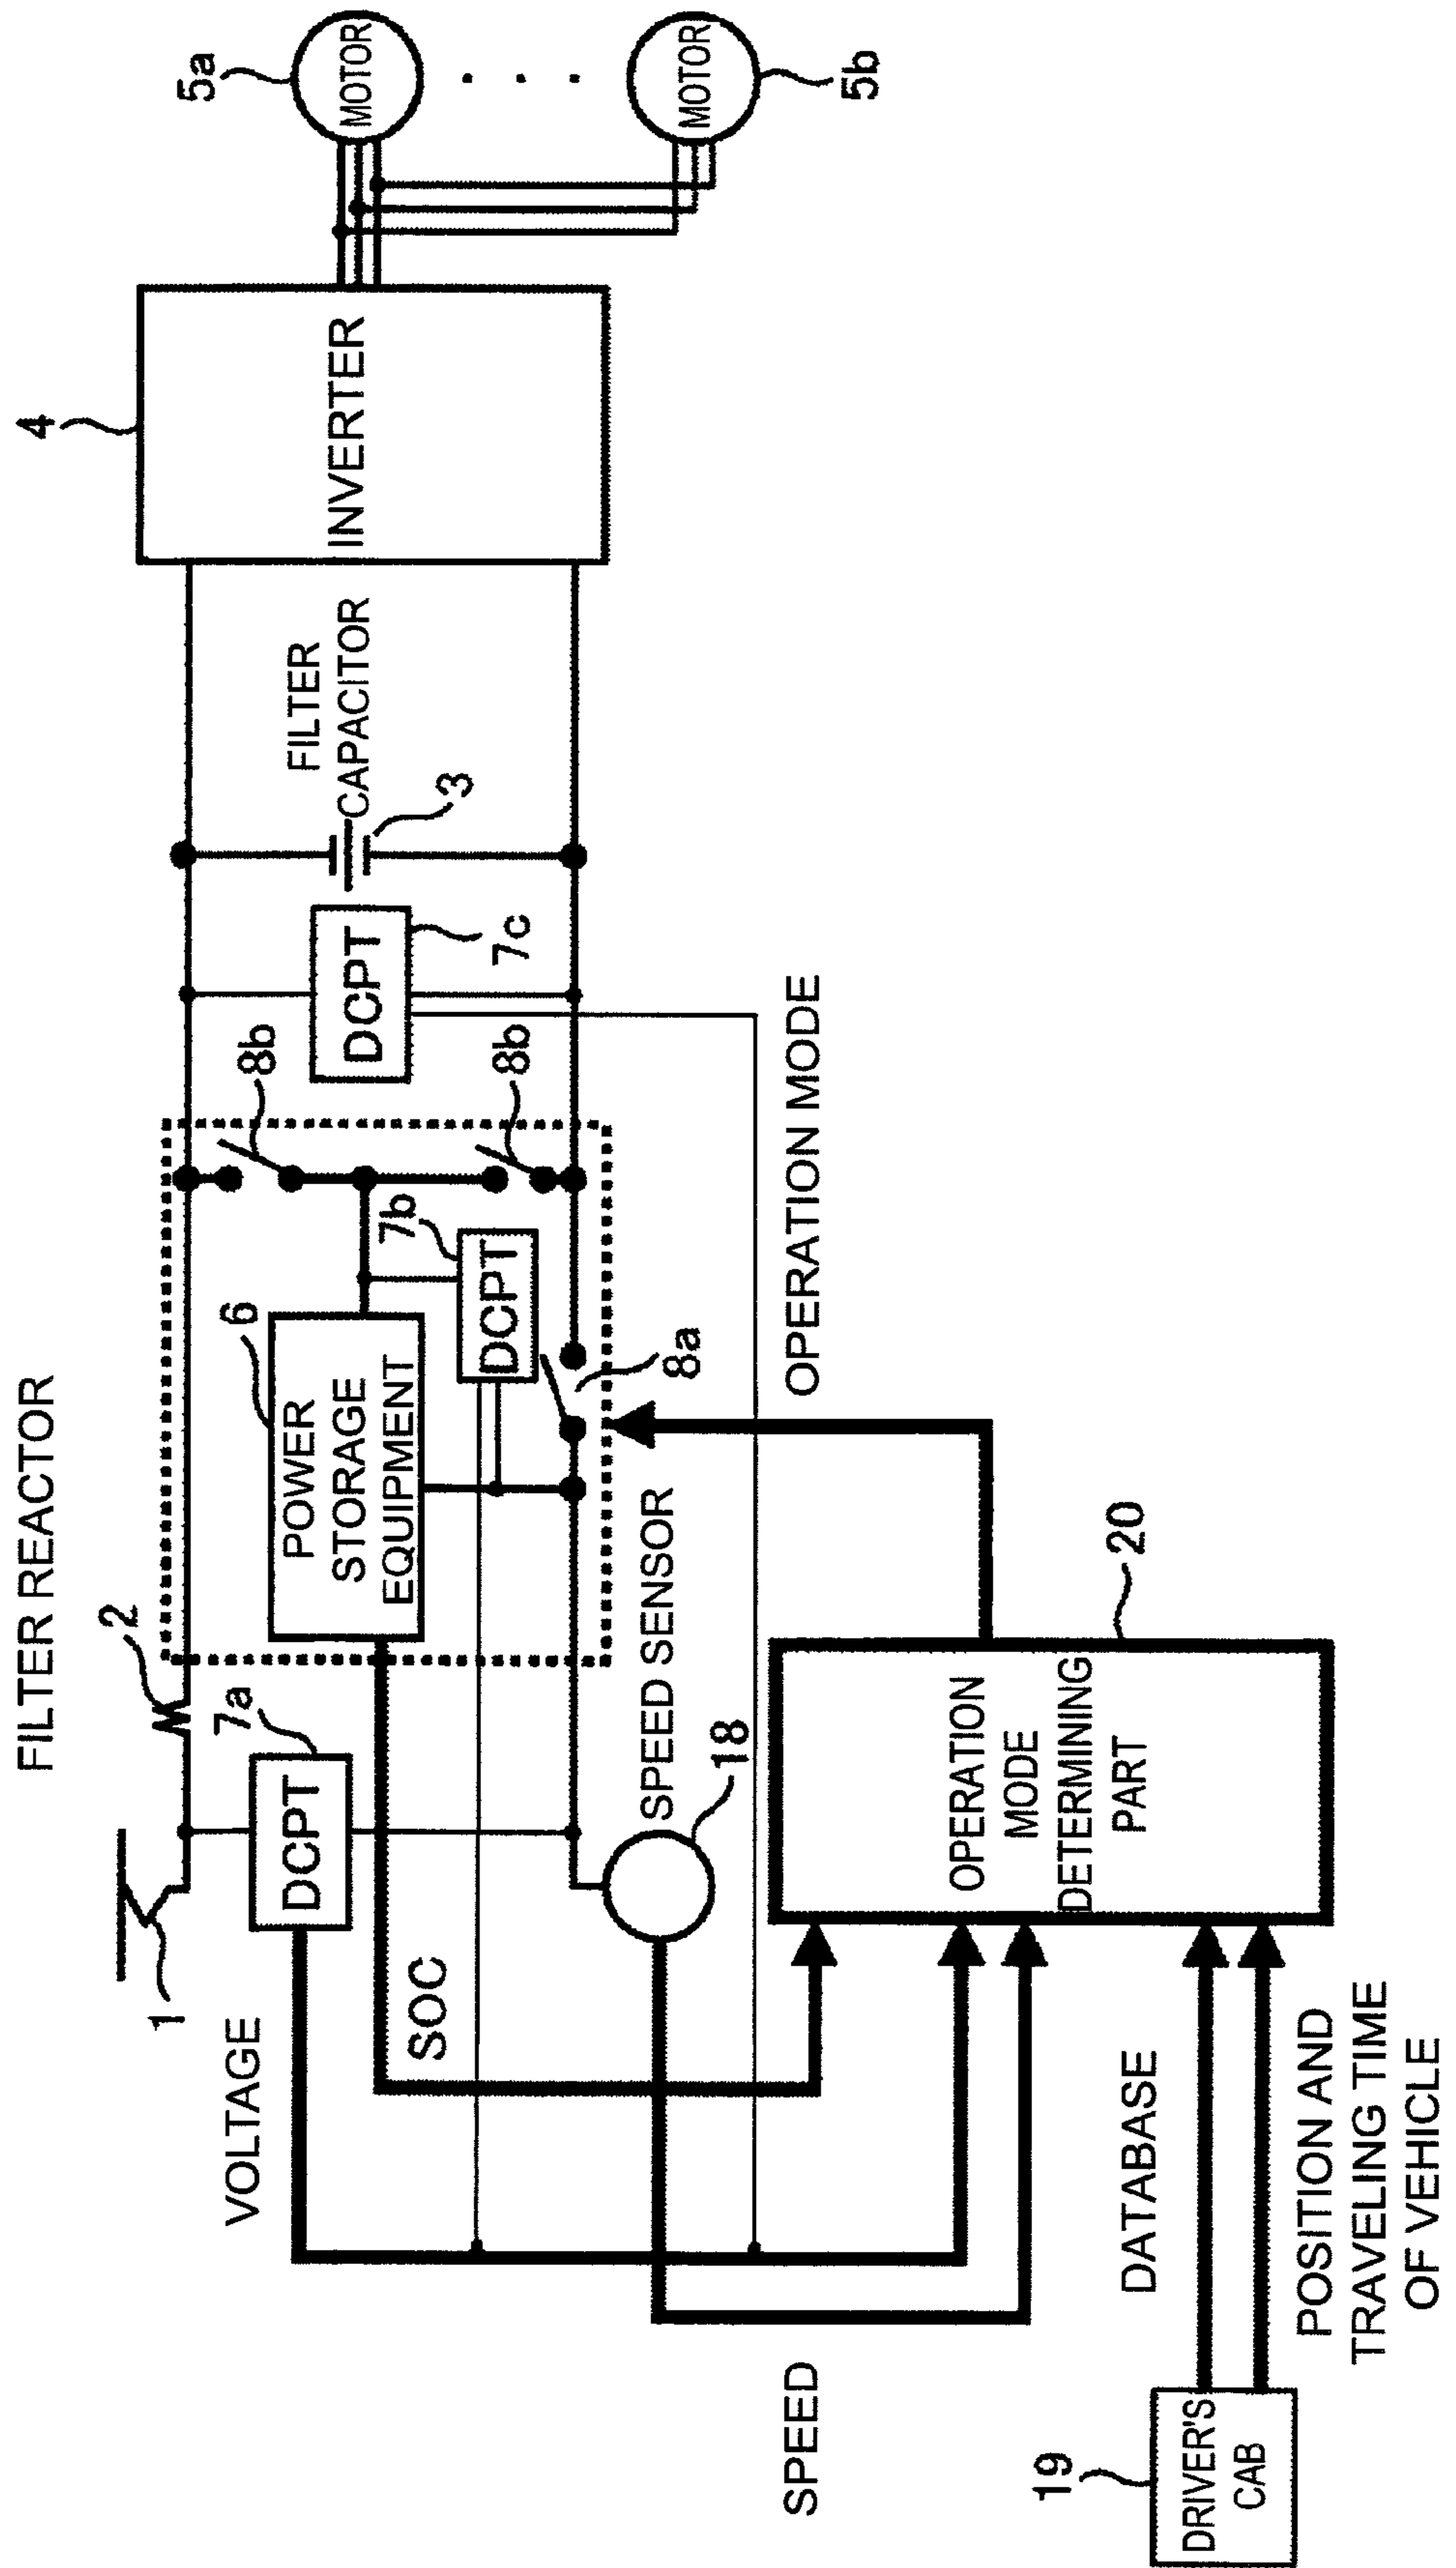 FILTER REACTOR
1
2
VOLTAGE
7a
DCPT
6
POWER
STORAGE
EQUIPMENT
7b
DCPT
8b
8b
8a
DCPT
7c
FILTER
CAPACITOR
3
4
INVERTER
5a
MOTOR
. . .
MOTOR
5b
SOC
SPEED SENSOR
18
OPERATION MODE
SPEED
20
OPERATION
MODE
DETERMINING
PART
DATABASE
19
DRIVER'S
CAB
POSITION AND
TRAVELING TIME
OF VEHICLE